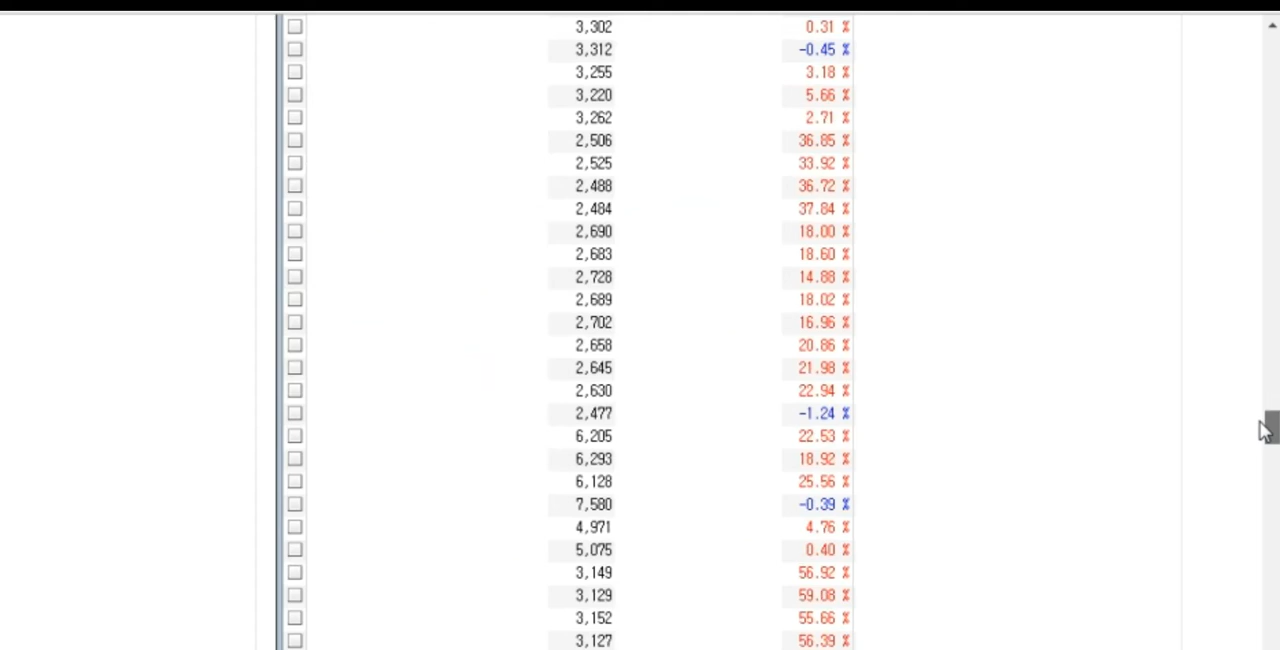 3,302 0.31 %
3,312 -0.45 %
3,255 3.18 %
3,220 5.66 %
3,262 2.71 %
2,506 36.85 %
2,525 33.92 %
2,488 36.72 %
2,484 37.84 %
2,690 18.00 %
2,683 18.60 %
2,728 14.88 %
2,689 18.02 %
2,702 16.96 %
2,658 20.86 %
2,645 21.98 %
2,630 22.94 %
2,477 -1.24 %
6,205 22.53 %
6,293 18.92 %
6,128 25.56 %
7,580 -0.39 %
4,971 4.76 %
5,075 0.40 %
3,149 56.92 %
3,129 59.08 %
3,152 55.66 %
3,127 56.39 %